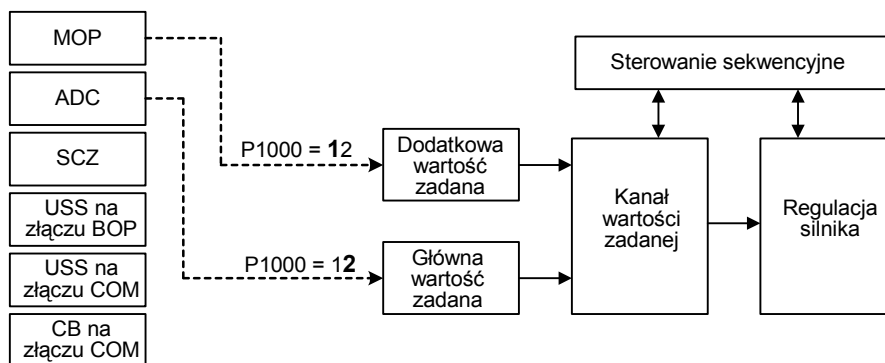 MOP
ADC
SCZ
USS na
złączu BOP
USS na
złączu COM
CB na
złączu COM
P1000 = 12
P1000 = 12
Dodatkowa
wartość
zadana
Główna
wartość
zadana
Sterowanie sekwencyjne
Kanał
wartości
zadanej
Regulacja
silnika